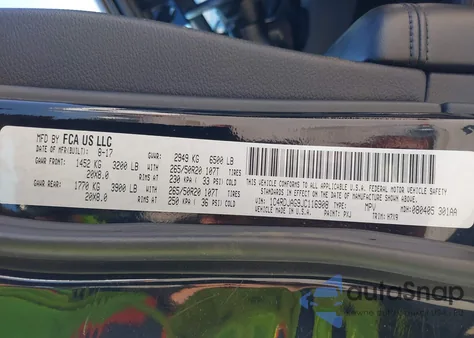 MFD BY FCA US LLC
DATE OF MFR(BUILT): 8-17 GVWR: 2949 KG 6500 LB
GAWR FRONT: 1452 KG 3200 LB WITH 265/50R20 107T TIRES
20X8.0 RIMS AT 230 KPA ( 33 PSI) COLD
GAWR REAR: 1770 KG 3900 LB WITH 265/50R20 107T TIRES
20X8.0 RIMS AT 250 KPA ( 36 PSI) COLD
THIS VEHICLE CONFORMS TO ALL APPLICABLE FEDERAL MOTOR VEHICLE SAFETY
STANDARDS IN EFFECT ON THE DATE OF MANUFACTURE SHOWN ABOVE.
VIN: TYPE: MPV MDH:080405 301AA
PAINT: PXJ TRIM:
autoSnap